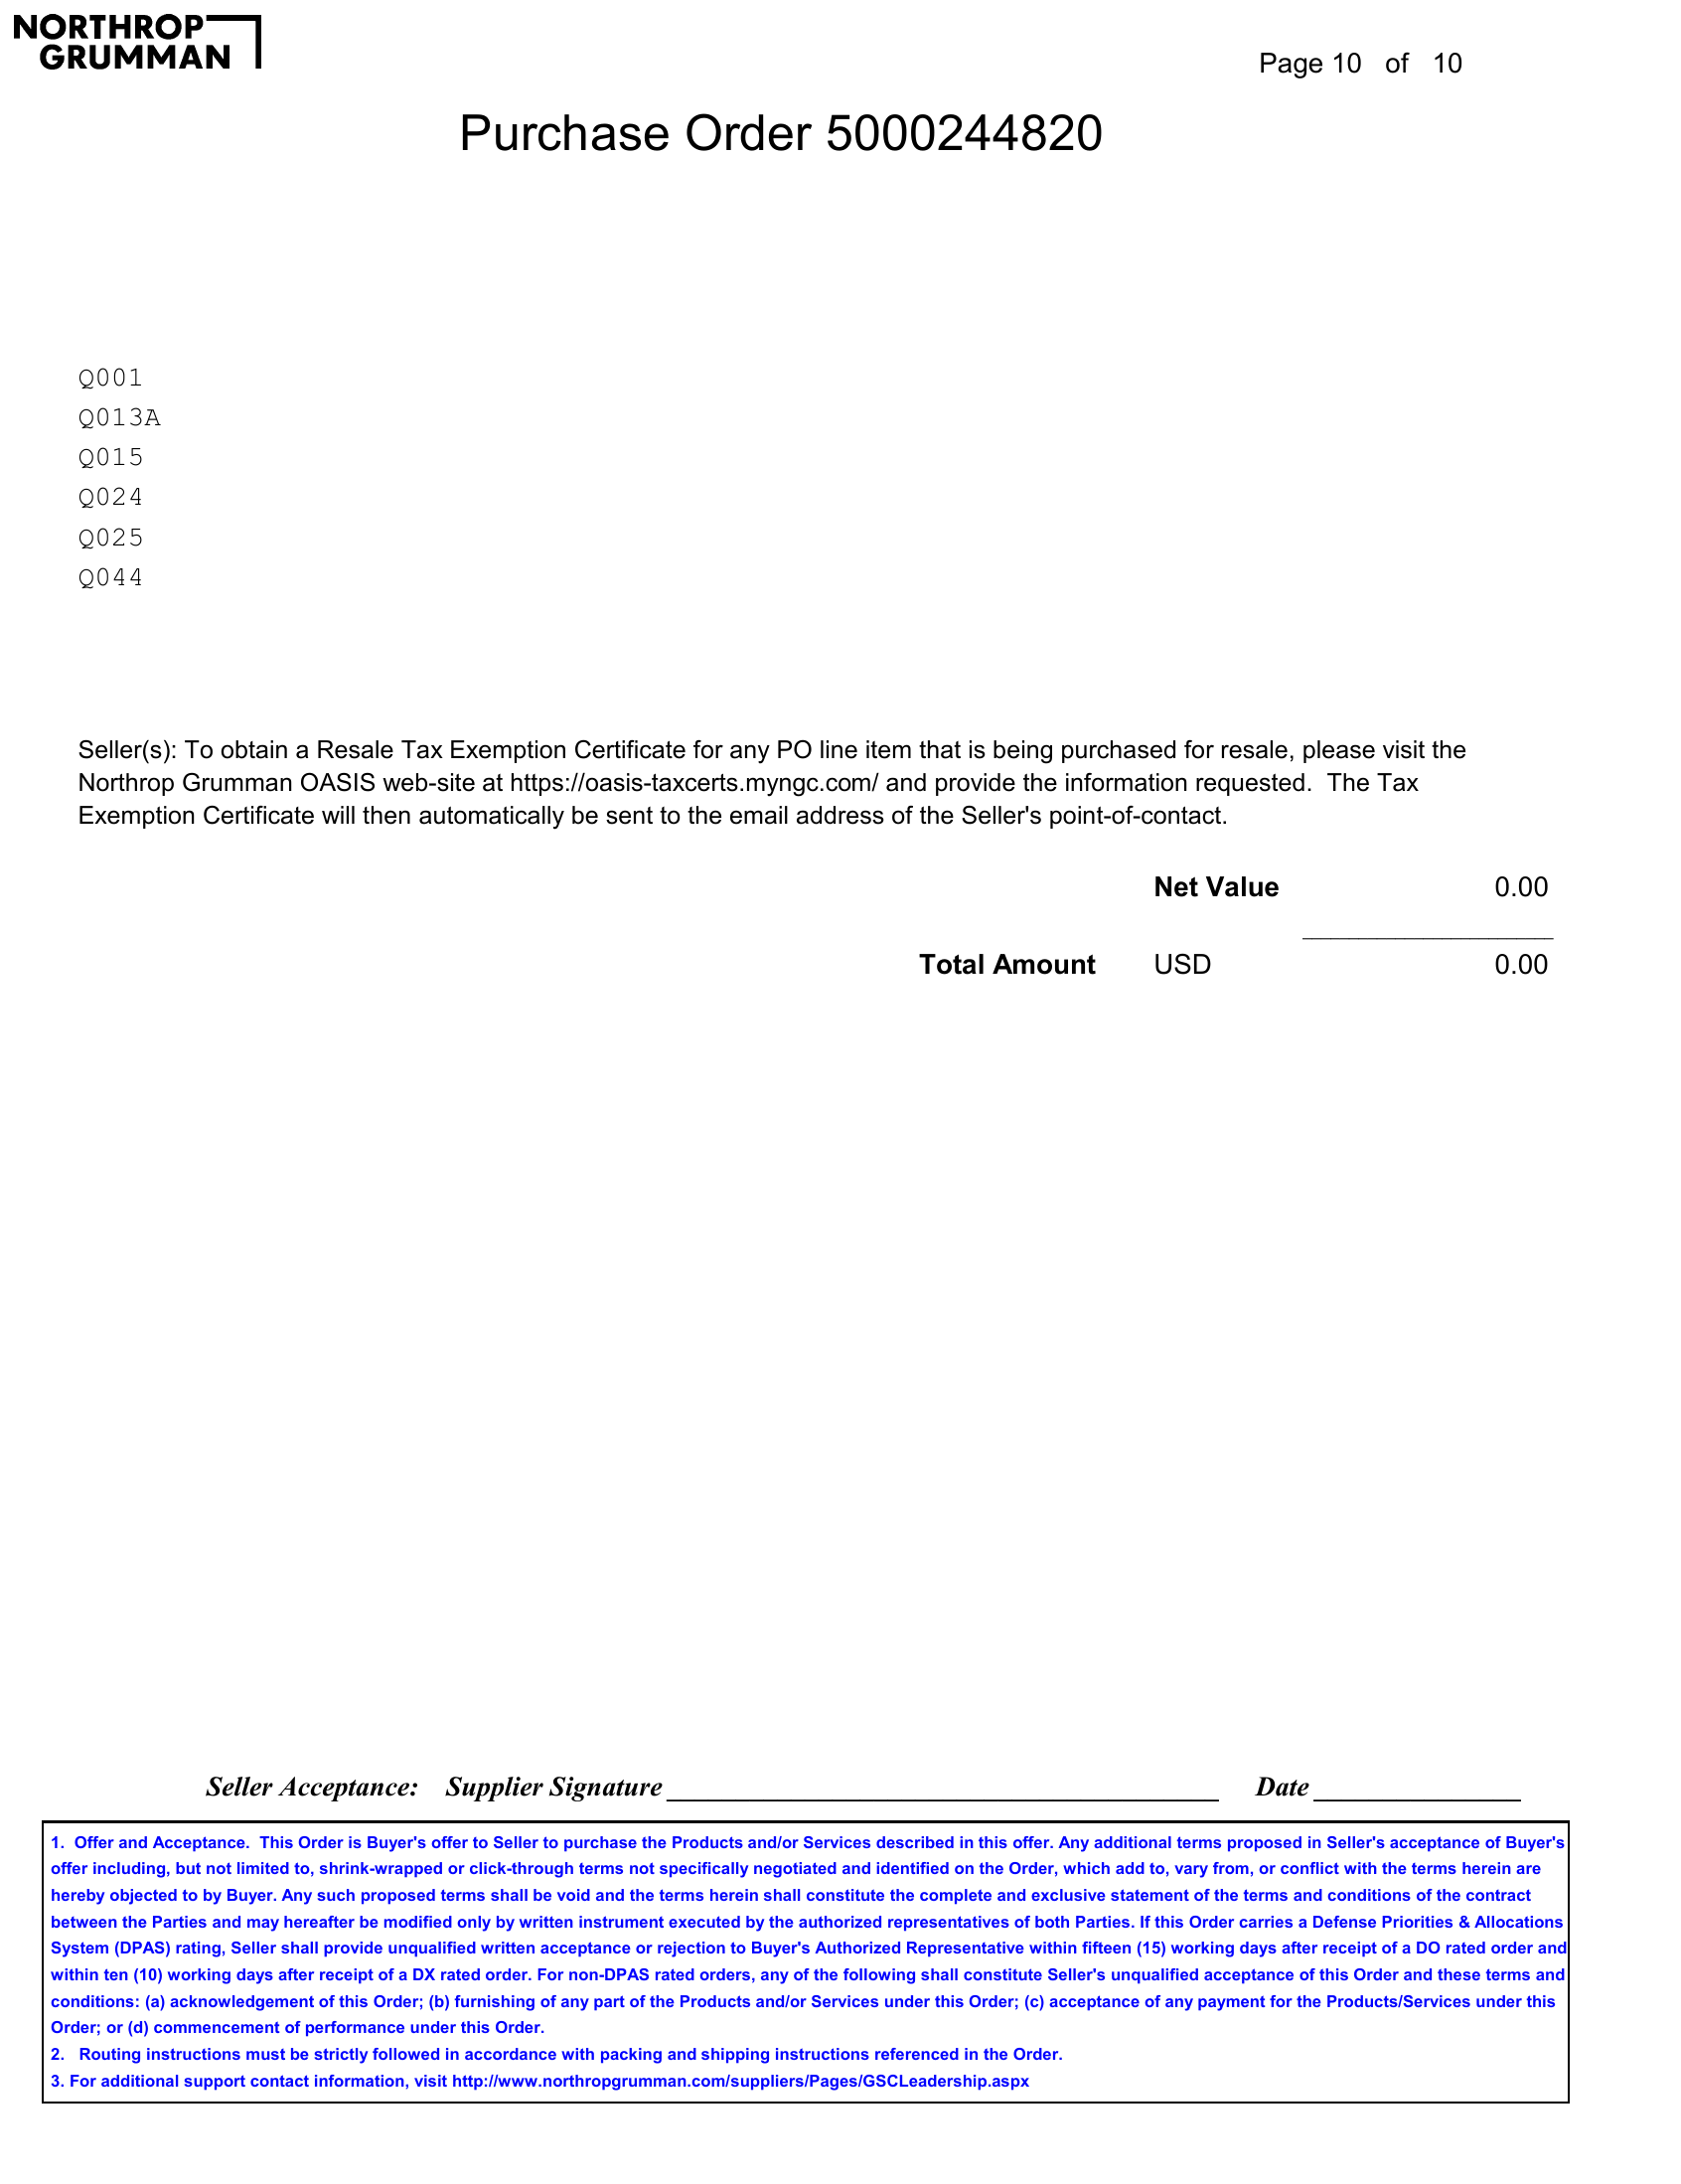 NORTHROP
GRUMMAN
Page 10 of 10
Purchase Order 5000244820
Q001
Q013A
Q015
Q024
Q025
Q044
Seller(s): To obtain a Resale Tax Exemption Certificate for any PO line item that is being purchased for resale, please visit the
Northrop Grumman OASIS web-site at https://oasis-taxcerts.myngc.com/ and provide the information requested.  The Tax
Exemption Certificate will then automatically be sent to the email address of the Seller's point-of-contact.
Net Value 0.00
Total Amount USD 0.00
Seller Acceptance: Supplier Signature Date
1.  Offer and Acceptance.  This Order is Buyer's offer to Seller to purchase the Products and/or Services described in this offer. Any additional terms proposed in Seller's acceptance of Buyer's
offer including, but not limited to, shrink-wrapped or click-through terms not specifically negotiated and identified on the Order, which add to, vary from, or conflict with the terms herein are
hereby objected to by Buyer. Any such proposed terms shall be void and the terms herein shall constitute the complete and exclusive statement of the terms and conditions of the contract
between the Parties and may hereafter be modified only by written instrument executed by the authorized representatives of both Parties. If this Order carries a Defense Priorities & Allocations
System (DPAS) rating, Seller shall provide unqualified written acceptance or rejection to Buyer's Authorized Representative within fifteen (15) working days after receipt of a DO rated order and
within ten (10) working days after receipt of a DX rated order. For non-DPAS rated orders, any of the following shall constitute Seller's unqualified acceptance of this Order and these terms and
conditions: (a) acknowledgement of this Order; (b) furnishing of any part of the Products and/or Services under this Order; (c) acceptance of any payment for the Products/Services under this
Order; or (d) commencement of performance under this Order.
2.   Routing instructions must be strictly followed in accordance with packing and shipping instructions referenced in the Order.
3. For additional support contact information, visit http://www.northropgrumman.com/suppliers/Pages/GSCLeadership.aspx